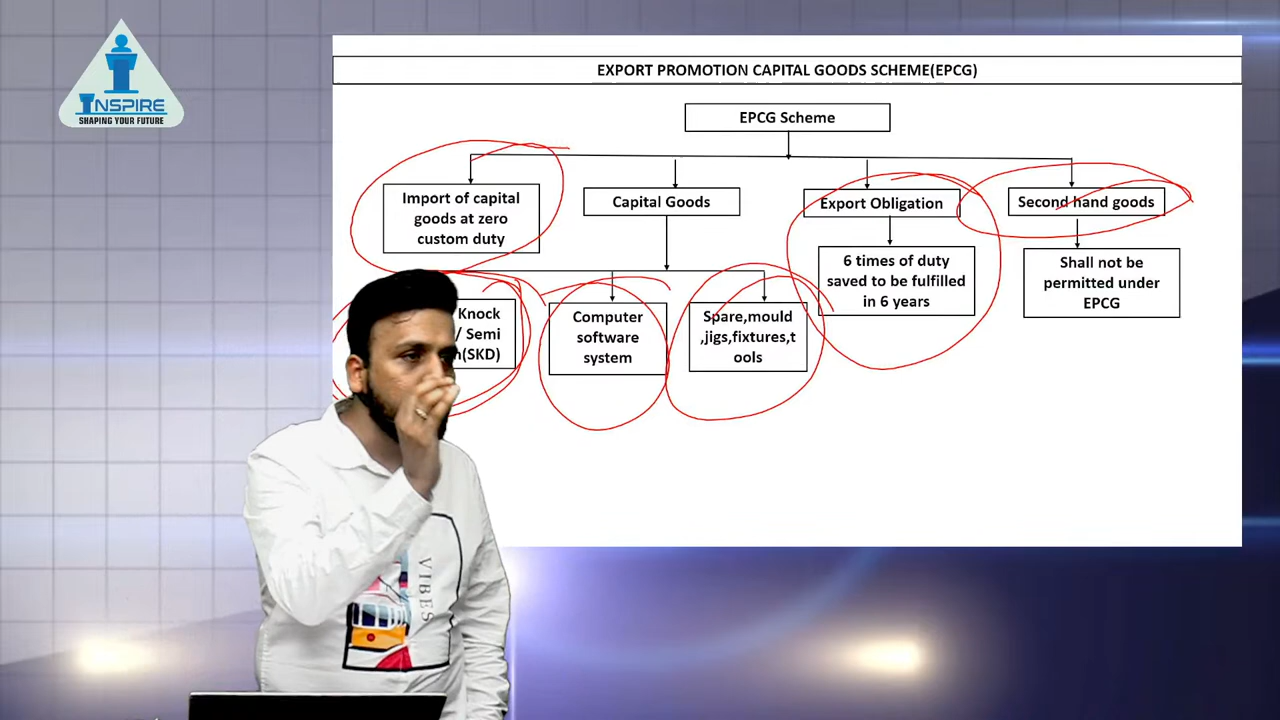 INSPIRE
SHAPING YOUR FUTURE
EXPORT PROMOTION CAPITAL GOODS SCHEME(EPCG)
EPCG Scheme
Import of capital
goods at zero
custom duty
Capital Goods
Export Obligation
Second hand goods
6 times of duty
saved to be fulfilled
in 6 years
Shall not be
permitted under
EPCG
Knock
/ Semi
(SKD)
Computer
software
system
Spare,mould
,jigs,fixtures,t
ools
VIBES